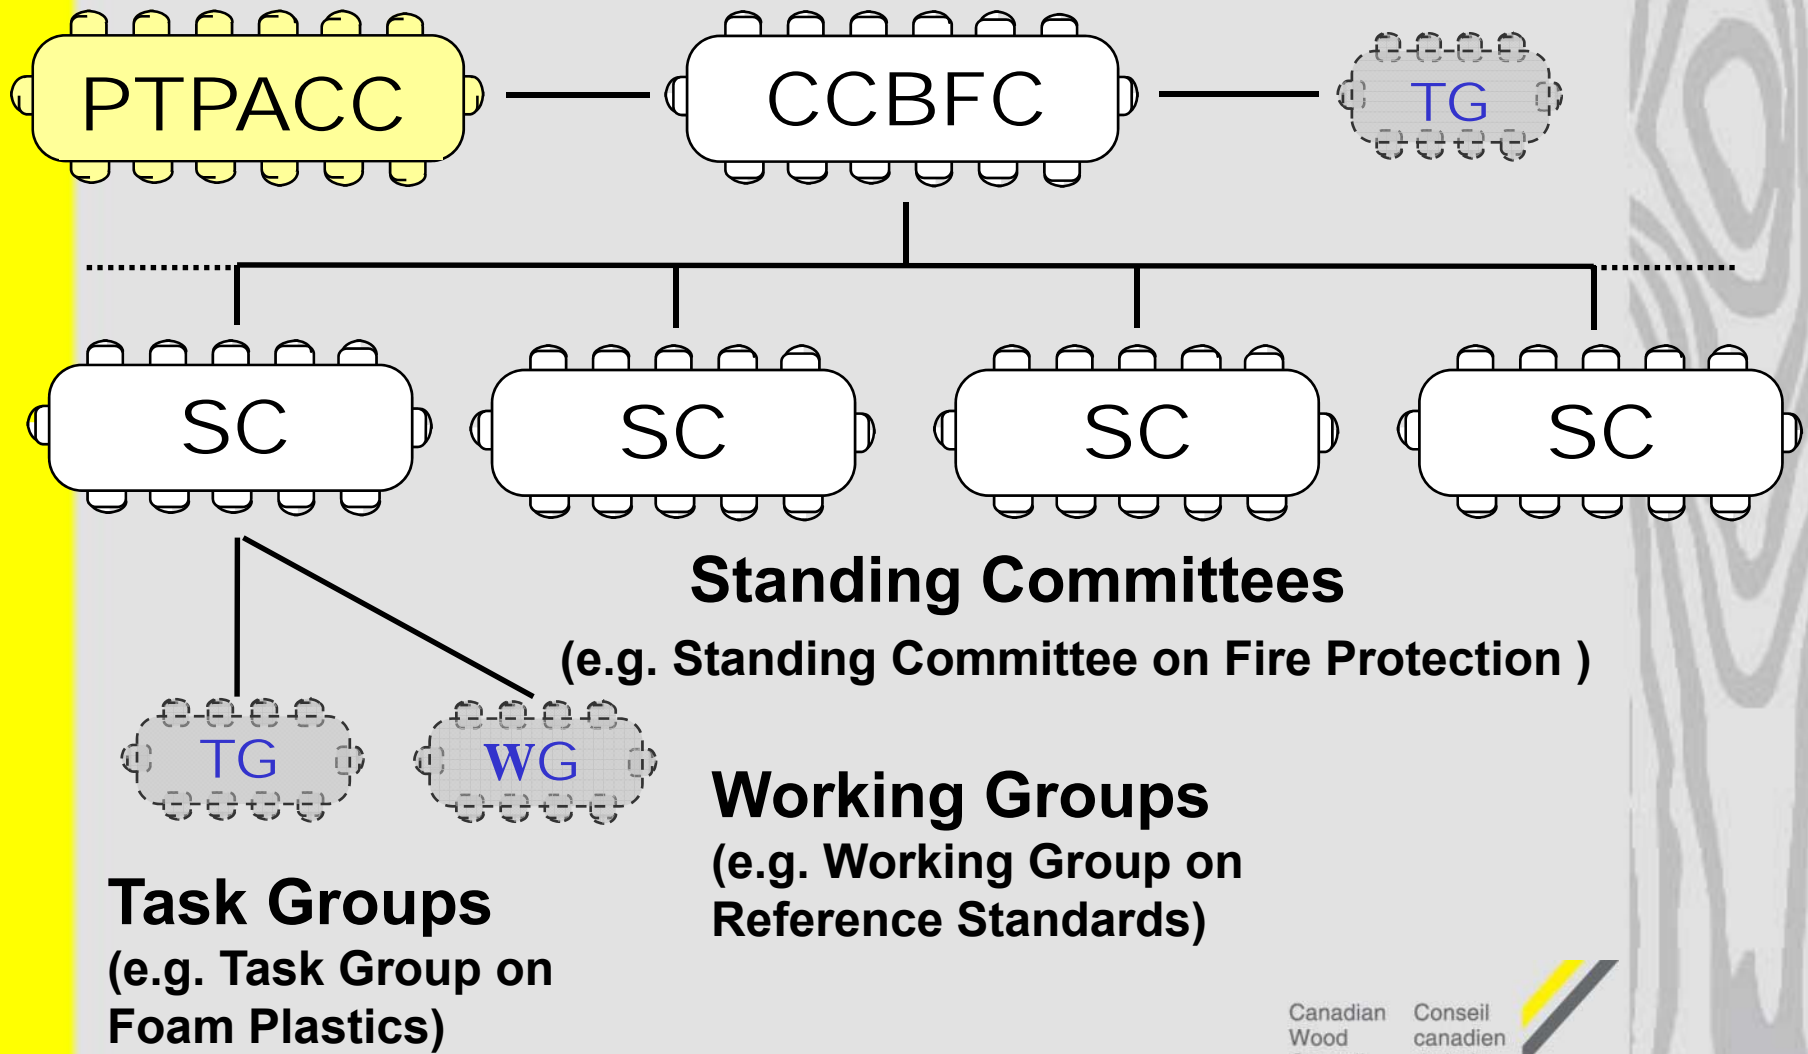 PTPACC
CCBFC
TG
SC
SC
SC
SC
Standing Committees
(e.g. Standing Committee on Fire Protection )
TG
WG
Working Groups
(e.g. Working Group on
Reference Standards)
Task Groups
(e.g. Task Group on
Foam Plastics)
Canadian
Wood
Conseil
canadien